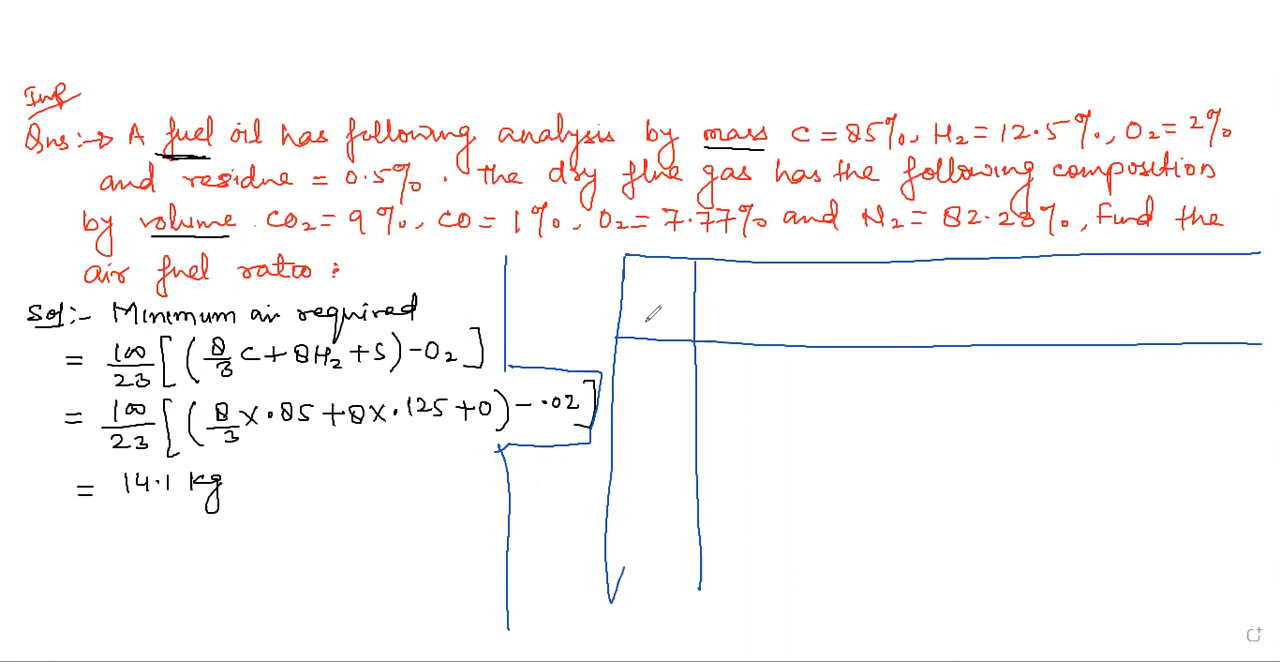 Imp
Qns:→ A fuel oil has following analysis by mass C = 85%, H₂ = 12.5%, O₂ = 2%
and residue = 0.5%. The dry flue gas has the following composition
by volume. CO₂ = 9%, CO = 1%, O₂ = 7.77% and N₂ = 82.23%, Find the
air fuel ratio :
Sol:- Minimum air required
= 100/23 [(8/3 C + 8H₂ + S) - O₂]
= 100/23 [(8/3 × .85 + 8 × .125 + 0) - .02]
= 14.1 kg